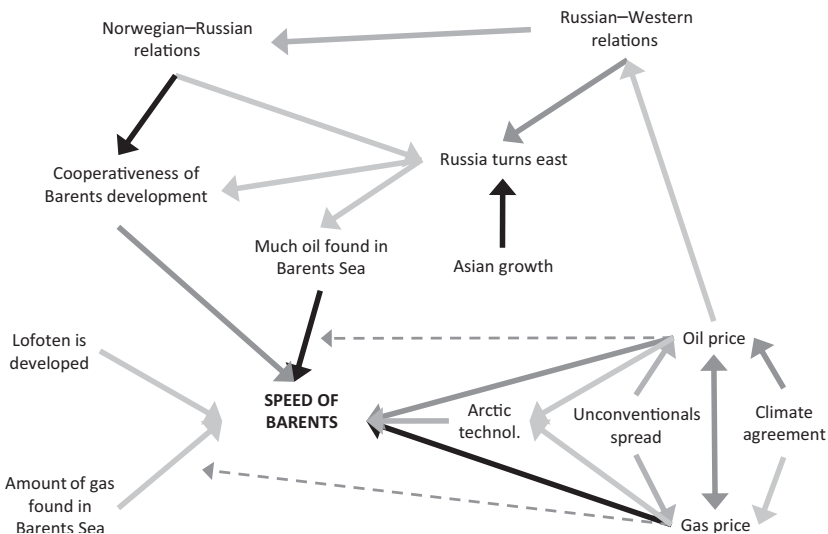 Norwegian–Russian
relations
Russian–Western
relations
Cooperativeness of
Barents development
Russia turns east
Much oil found in
Barents Sea
Asian growth
Lofoten is
developed
Oil price
SPEED OF
BARENTS
Arctic
technol.
Unconventionals
spread
Climate
agreement
Amount of gas
found in
Barents Sea
Gas price